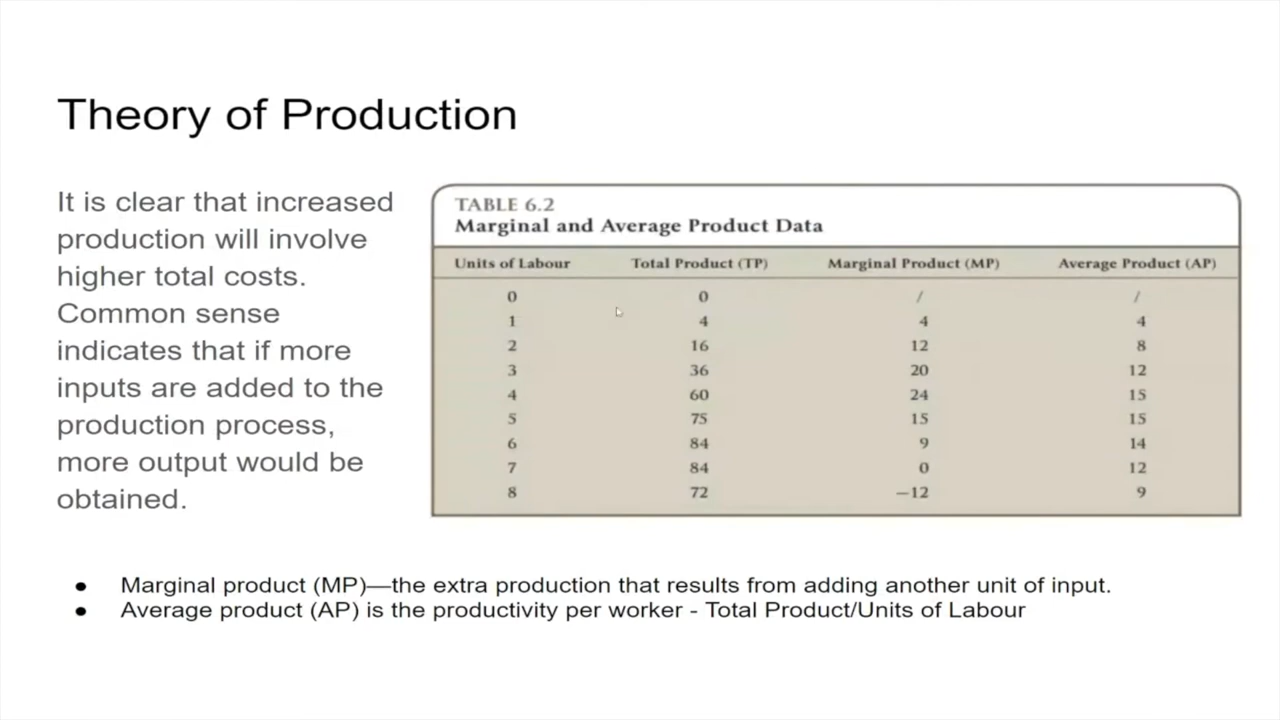 Theory of Production
It is clear that increased
production will involve
higher total costs.
Common sense
indicates that if more
inputs are added to the
production process,
more output would be
obtained.
TABLE 6.2
Marginal and Average Product Data
Units of Labour Total Product (TP) Marginal Product (MP) Average Product (AP)
0 0 / /
1 4 4 4
2 16 12 8
3 36 20 12
4 60 24 15
5 75 15 15
6 84 9 14
7 84 0 12
8 72 −12 9
● Marginal product (MP)—the extra production that results from adding another unit of input.
● Average product (AP) is the productivity per worker - Total Product/Units of Labour